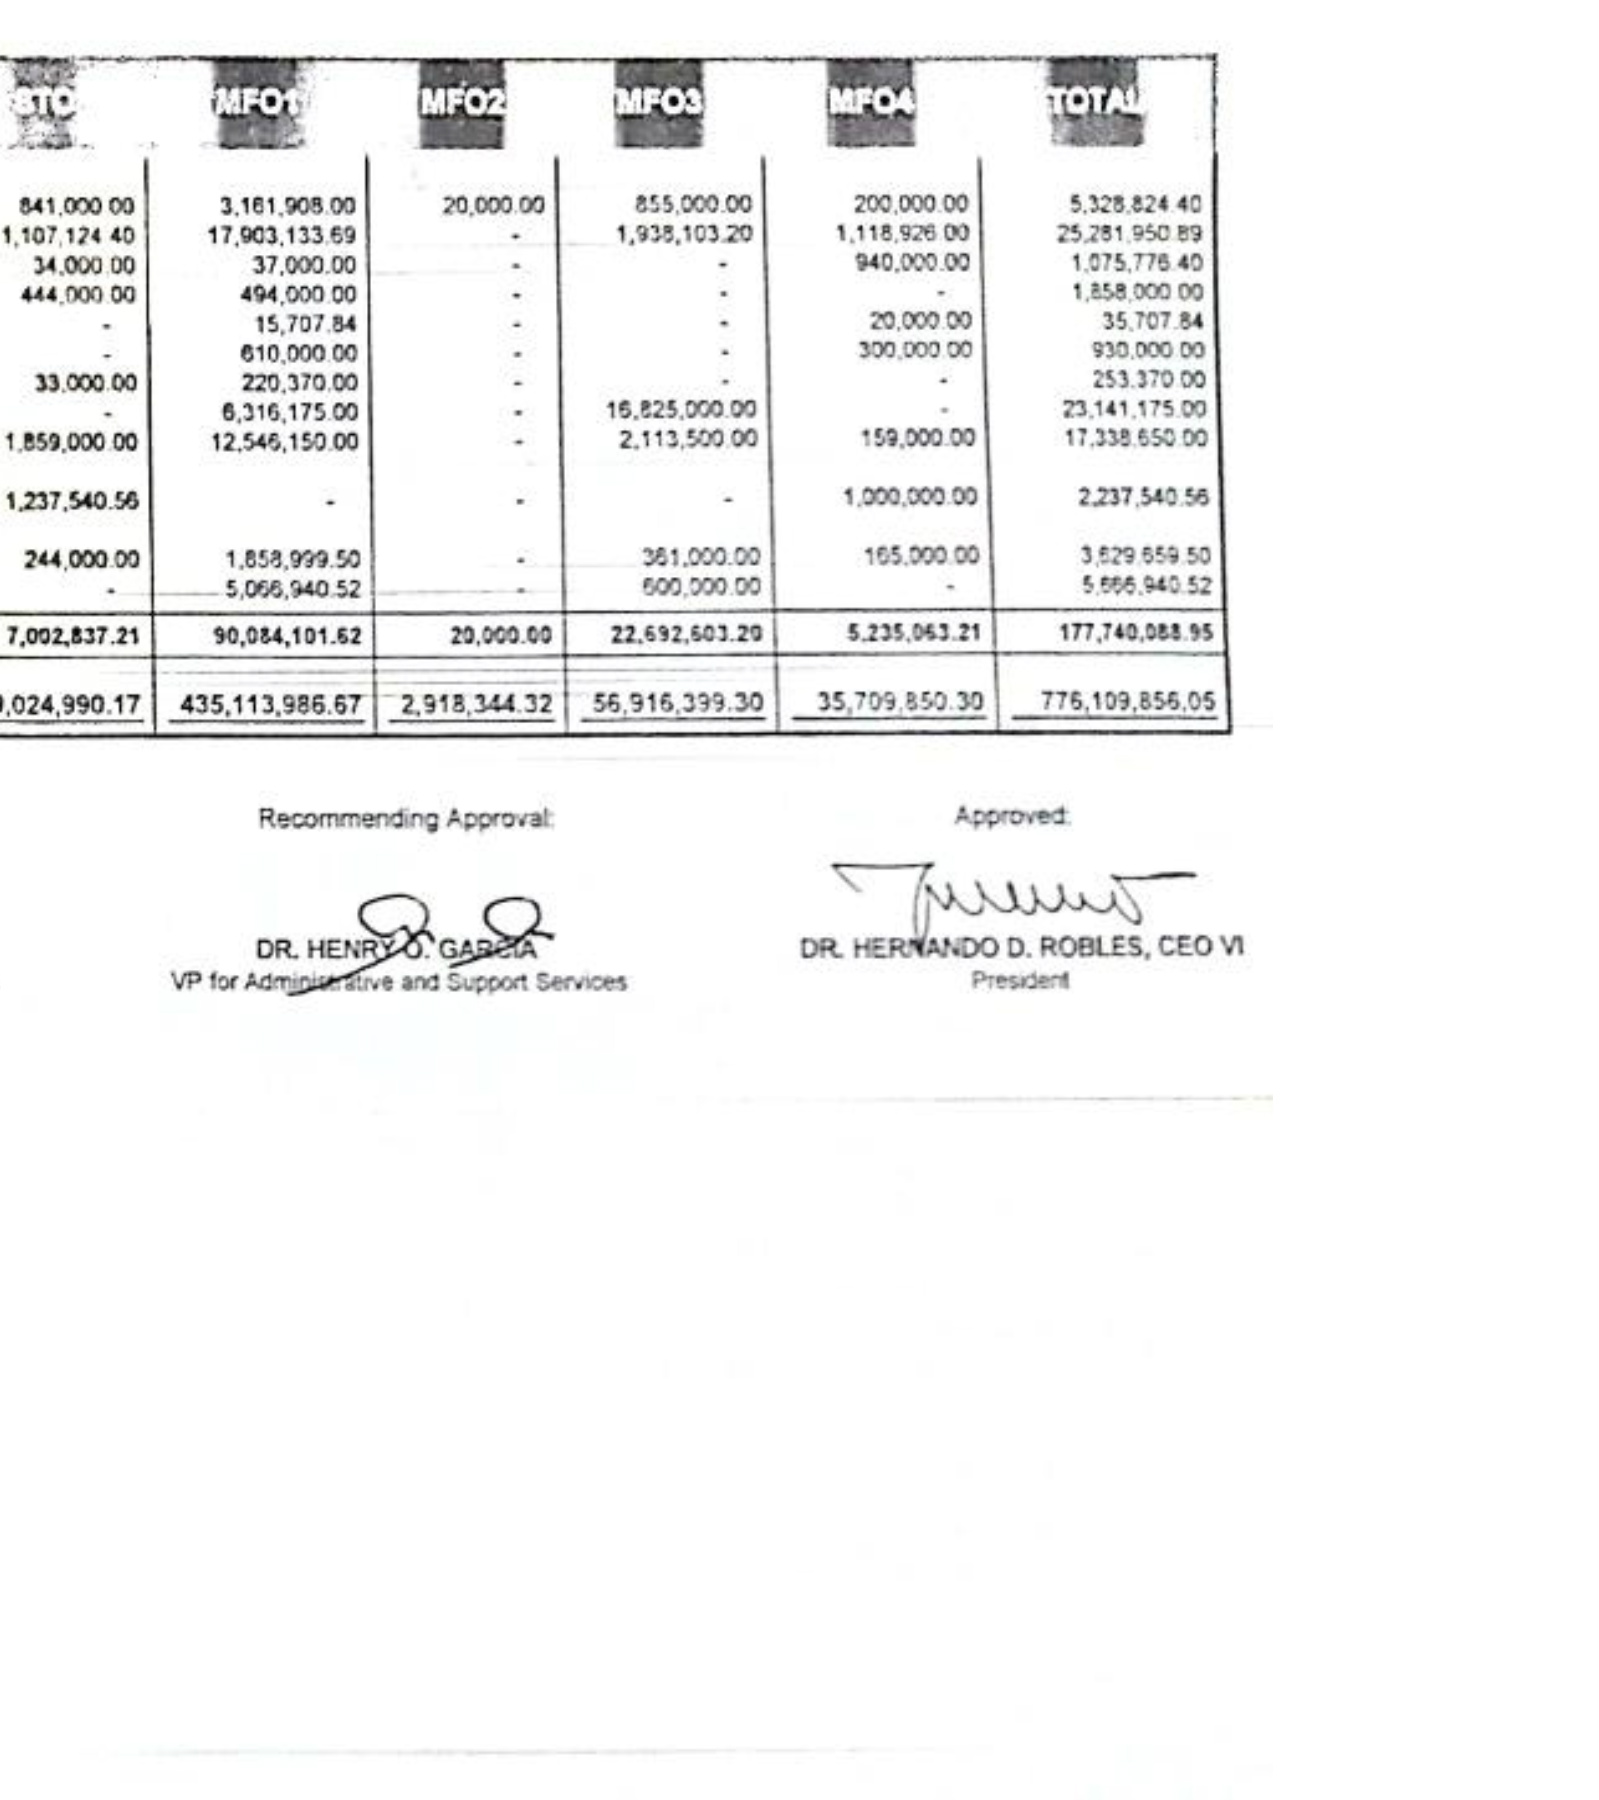 STO MFO1 MFO2 MFO3 MFO4 TOTAL
841,000.00 3,161,908.00 20,000.00 855,000.00 200,000.00 5,328,824.40
1,107,124.40 17,903,133.69 - 1,938,103.20 1,118,926.00 25,281,950.89
34,000.00 37,000.00 - - 940,000.00 1,075,776.40
444,000.00 494,000.00 - - - 1,858,000.00
- 15,707.84 - - 20,000.00 35,707.84
- 610,000.00 - - 300,000.00 930,000.00
33,000.00 220,370.00 - - - 253,370.00
- 6,316,175.00 - 16,825,000.00 - 23,141,175.00
1,859,000.00 12,546,150.00 - 2,113,500.00 159,000.00 17,338,650.00
1,237,540.56 - - - 1,000,000.00 2,237,540.56
244,000.00 1,858,999.50 - 361,000.00 165,000.00
- 5,066,940.52 - 600,000.00 - 5,666,940.52
7,002,837.21 90,084,101.62 20,000.00 22,692,603.20 5,235,063.21 177,740,088.95
,024,990.17 435,113,986.67 2,918,344.32 56,916,399.30 35,709,850.30 776,109,856.05
Recommending Approval: Approved:
DR. HENRY O. GARCIA DR. HERNANDO D. ROBLES, CEO VI
VP for Administrative and Support Services President